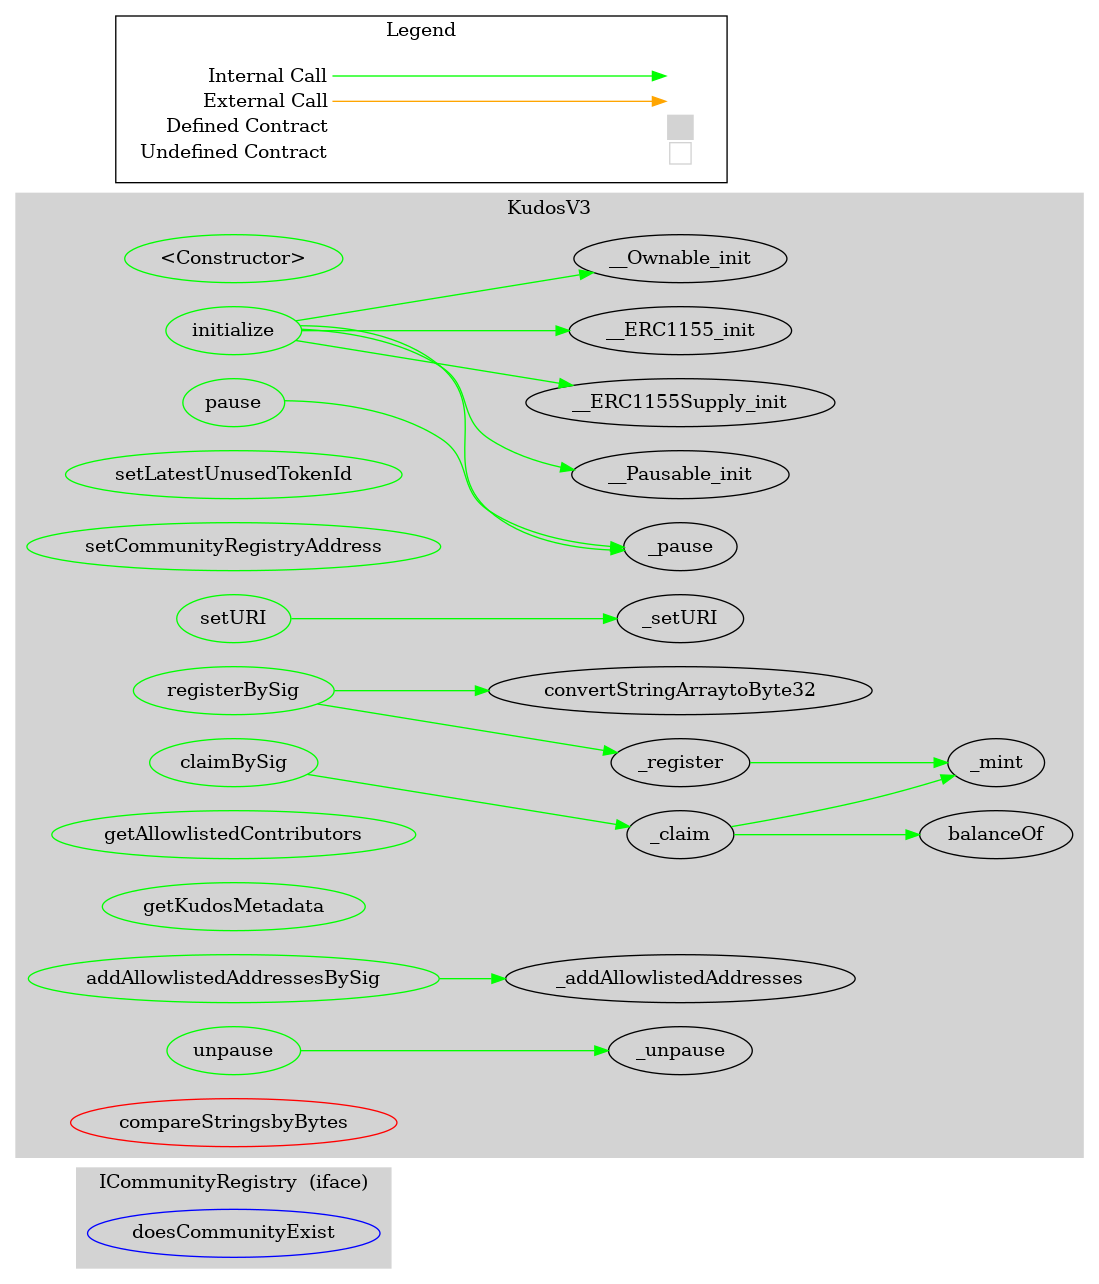 Legend
Internal Call
External Call
Defined Contract
Undefined Contract
KudosV3
<Constructor>
__Ownable_init
initialize
__ERC1155_init
pause
__ERC1155Supply_init
setLatestUnusedTokenId
__Pausable_init
setCommunityRegistryAddress
_pause
setURI
_setURI
registerBySig
convertStringArraytoByte32
claimBySig
_register
_mint
getAllowlistedContributors
_claim
balanceOf
getKudosMetadata
addAllowlistedAddressesBySig
_addAllowlistedAddresses
unpause
_unpause
compareStringsbyBytes
ICommunityRegistry  (iface)
doesCommunityExist